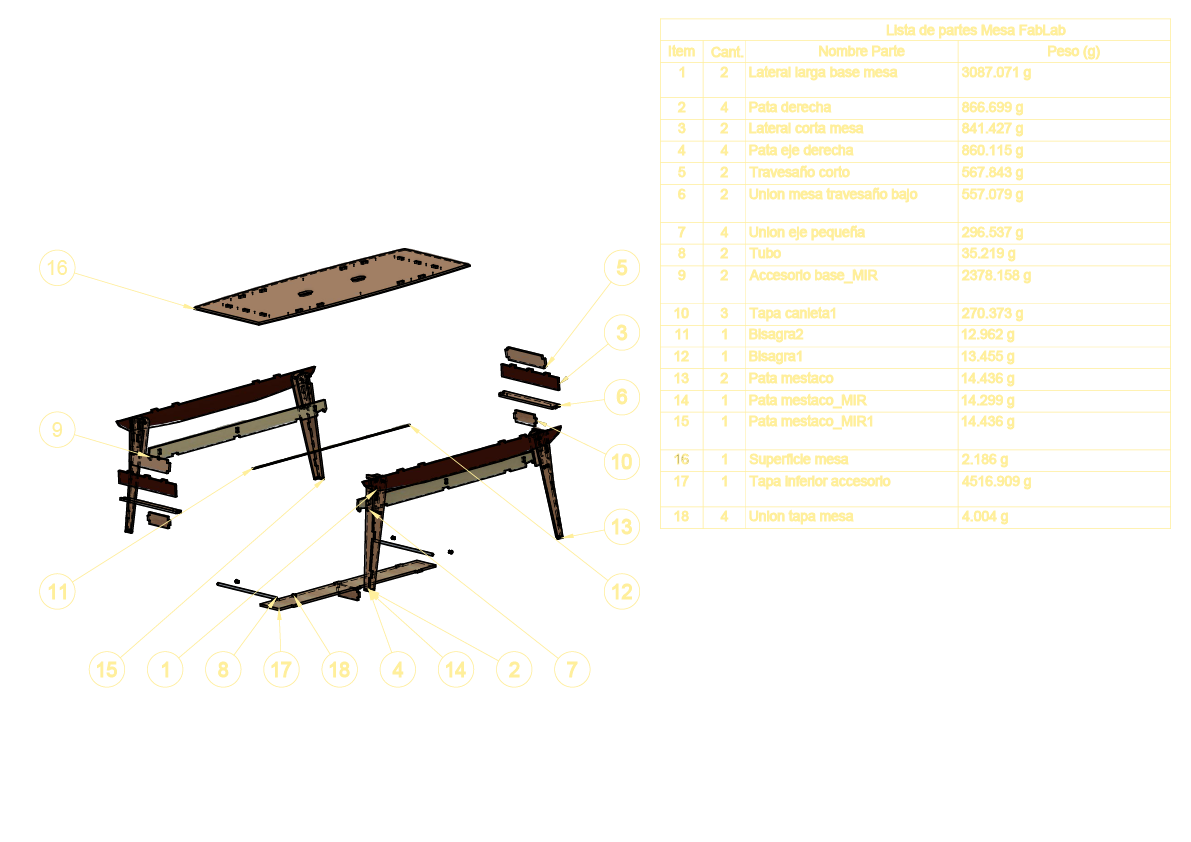 Lista de partes Mesa FabLab
Item Cant. Nombre Parte Peso (g)
1 2 Lateral larga base mesa 3087.071 g
2 4 Pata derecha 866.699 g
3 2 Lateral corta mesa 841.427 g
4 4 Pata eje derecha 860.115 g
5 2 Travesaño corto 567.843 g
6 2 Union mesa travesaño bajo 557.079 g
7 4 Union eje pequeña 296.537 g
8 2 Tubo 35.219 g
9 2 Accesorio base_MIR 2378.158 g
10 3 Tapa canleta1 270.373 g
11 1 Bisagra2 12.962 g
12 1 Bisagra1 13.455 g
13 2 Pata mestaco 14.436 g
14 1 Pata mestaco_MIR 14.299 g
15 1 Pata mestaco_MIR1 14.436 g
16 1 Superficie mesa 2.186 g
17 1 Tapa inferior accesorio 4516.909 g
18 4 Union tapa mesa 4.004 g
16
5
3
6
9
10
13
11
12
15 1 8 17 18 4 14 2 7